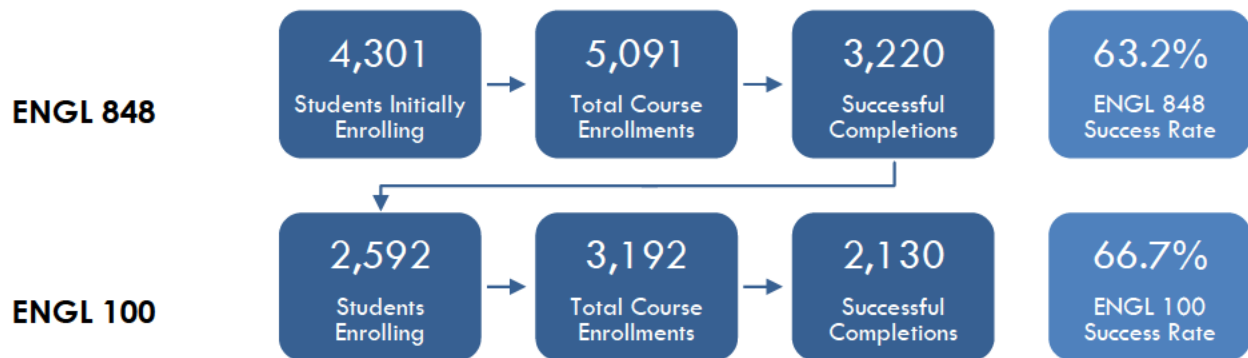 ENGL 848
4,301
Students Initially
Enrolling
5,091
Total Course
Enrollments
3,220
Successful
Completions
63.2%
ENGL 848
Success Rate
ENGL 100
2,592
Students
Enrolling
3,192
Total Course
Enrollments
2,130
Successful
Completions
66.7%
ENGL 100
Success Rate